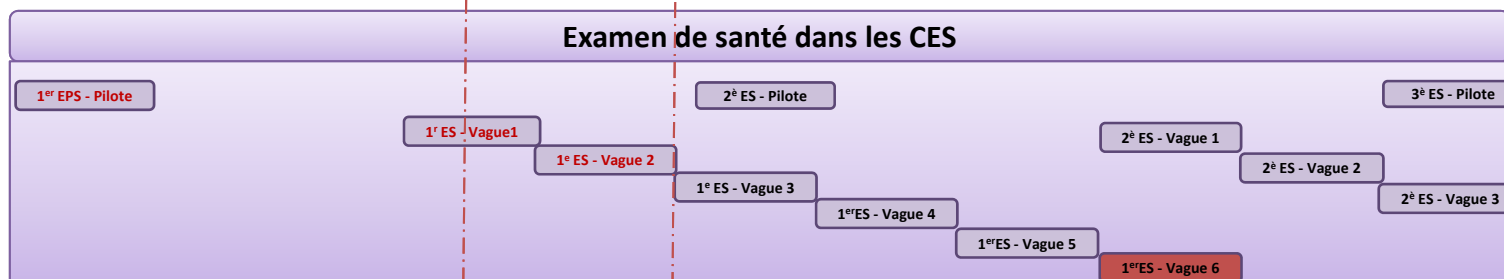 Examen de santé dans les CES
1er EPS - Pilote
2è ES - Pilote
3è ES - Pilote
1r ES - Vague1
2è ES - Vague 1
1e ES - Vague 2
2è ES - Vague 2
1e ES - Vague 3
2è ES - Vague 3
1erES - Vague 4
1erES - Vague 5
1erES - Vague 6